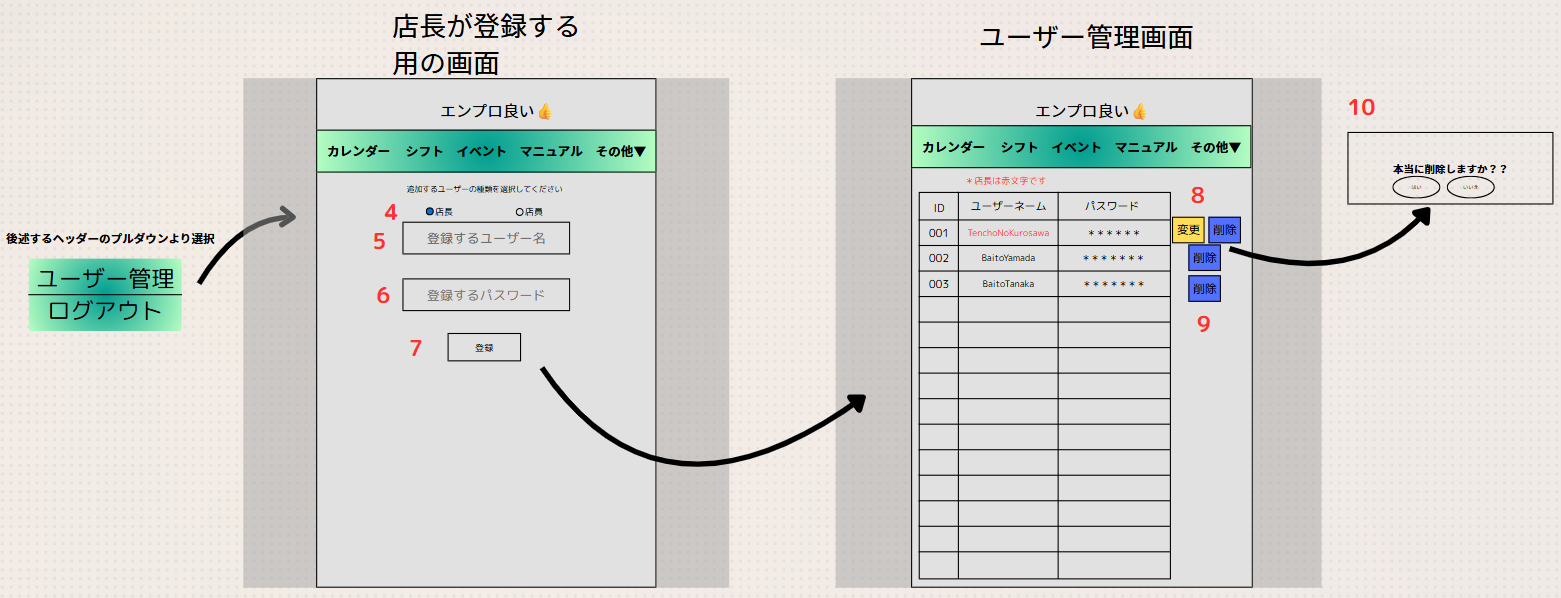 店長が登録する
用の画面
エンプロ良い👍
カレンダー シフト イベント マニュアル その他▼
追加するユーザーの種類を選択してください
4 店長 店員
5 登録するユーザー名
6 登録するパスワード
7 登録
後述するヘッダーのプルダウンより選択
ユーザー管理
ログアウト
ユーザー管理画面
エンプロ良い👍
カレンダー シフト イベント マニュアル その他▼
＊店長は赤文字です
8
ID ユーザーネーム パスワード
001 TenchoNoKurosawa ＊＊＊＊＊＊ 変更 削除
002 BaitoYamada ＊＊＊＊＊＊＊ 削除
003 BaitoTanaka ＊＊＊＊＊＊＊ 削除
9
10
本当に削除しますか？？
はい いいえ